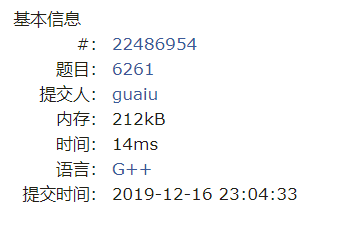 基本信息
#: 22486954
题目: 6261
提交人: guaiu
内存: 212kB
时间: 14ms
语言: G++
提交时间: 2019-12-16 23:04:33